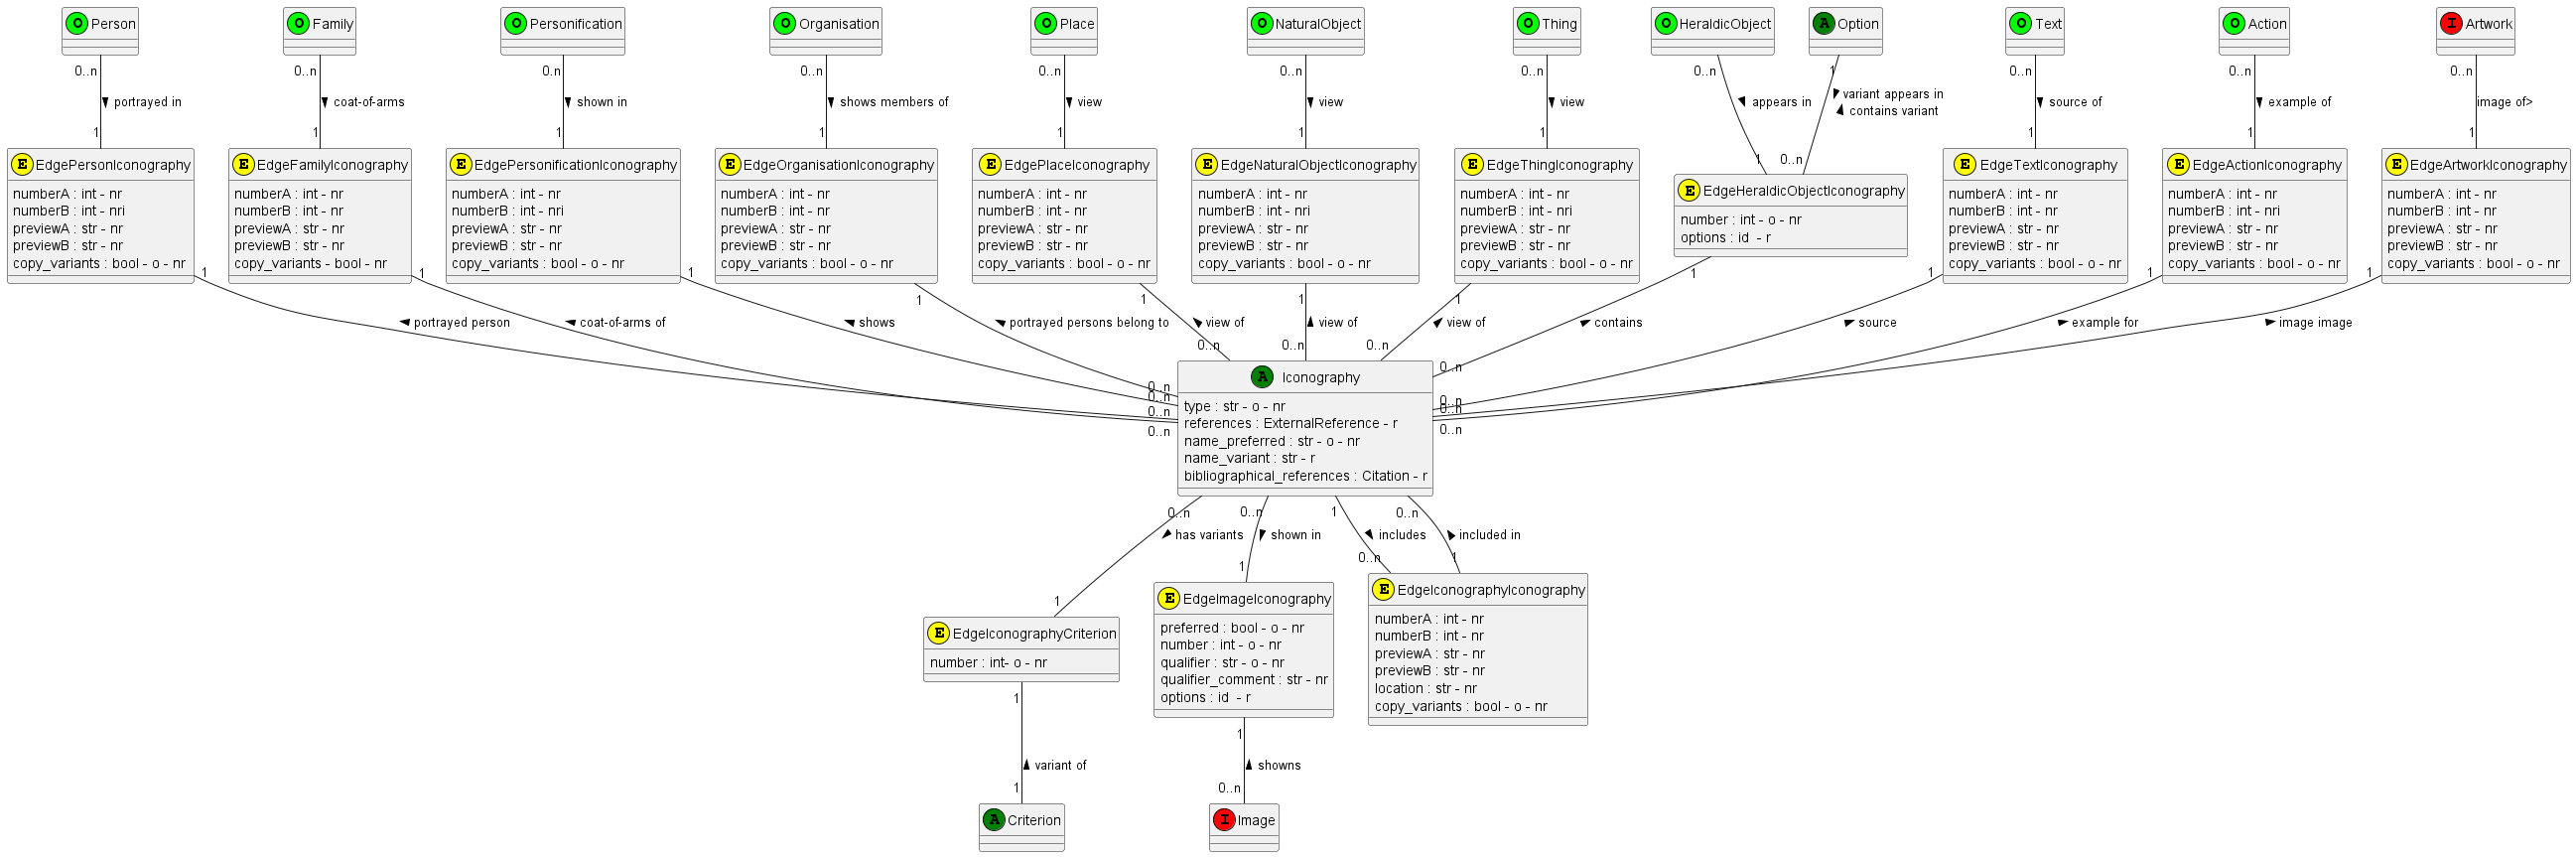 O Person
O Family
O Personification
O Organisation
O Place
O NaturalObject
O Thing
O HeraldicObject
A Option
O Text
O Action
I Artwork
0..n
0..n
0..n
0..n
0..n
0..n
0..n
0..n
1
0..n
0..n
0..n
portrayed in
coat-of-arms
shown in
shows members of
view
view
view
appears in
variant appears in
contains variant
source of
example of
image of>
1
1
1
1
1
1
1
1
0..n
1
1
1
E EdgePersonIconography
numberA : int - nr
numberB : int - nri
previewA : str - nr
previewB : str - nr
copy_variants : bool - o - nr
E EdgeFamilyIconography
numberA : int - nr
numberB : int - nr
previewA : str - nr
previewB : str - nr
copy_variants - bool - nr
E EdgePersonificationIconography
numberA : int - nr
numberB : int - nri
previewA : str - nr
previewB : str - nr
copy_variants : bool - o - nr
E EdgeOrganisationIconography
numberA : int - nr
numberB : int - nr
previewA : str - nr
previewB : str - nr
copy_variants : bool - o - nr
E EdgePlaceIconography
numberA : int - nr
numberB : int - nr
previewA : str - nr
previewB : str - nr
copy_variants : bool - o - nr
E EdgeNaturalObjectIconography
numberA : int - nr
numberB : int - nri
previewA : str - nr
previewB : str - nr
copy_variants : bool - o - nr
E EdgeThingIconography
numberA : int - nr
numberB : int - nri
previewA : str - nr
previewB : str - nr
copy_variants : bool - o - nr
E EdgeHeraldicObjectIconography
number : int - o - nr
options : id - r
E EdgeTextIconography
numberA : int - nr
numberB : int - nr
previewA : str - nr
previewB : str - nr
copy_variants : bool - o - nr
E EdgeActionIconography
numberA : int - nr
numberB : int - nri
previewA : str - nr
previewB : str - nr
copy_variants : bool - o - nr
E EdgeArtworkIconography
numberA : int - nr
numberB : int - nr
previewA : str - nr
previewB : str - nr
copy_variants : bool - o - nr
1
1
1
1
1
1
1
1
1
1
1
portrayed person
coat-of-arms of
shows
portrayed persons belong to
view of
view of
view of
contains
source
example for
image image
0..n
0..n
0..n
0..n
0..n
0..n
0..n
0..n
0..n
0..n
0..n
A Iconography
type : str - o - nr
references : ExternalReference - r
name_preferred : str - o - nr
name_variant : str - r
bibliographical_references : Citation - r
0..n
0..n
1
0..n
has variants
shown in
includes
included in
1
1
0..n
1
E EdgeIconographyCriterion
number : int- o - nr
E EdgeImageIconography
preferred : bool - o - nr
number : int - o - nr
qualifier : str - o - nr
qualifier_comment : str - nr
options : id - r
E EdgeIconographyIconography
numberA : int - nr
numberB : int - nr
previewA : str - nr
previewB : str - nr
location : str - nr
copy_variants : bool - o - nr
1
1
variant of
showns
1
0..n
A Criterion
I Image